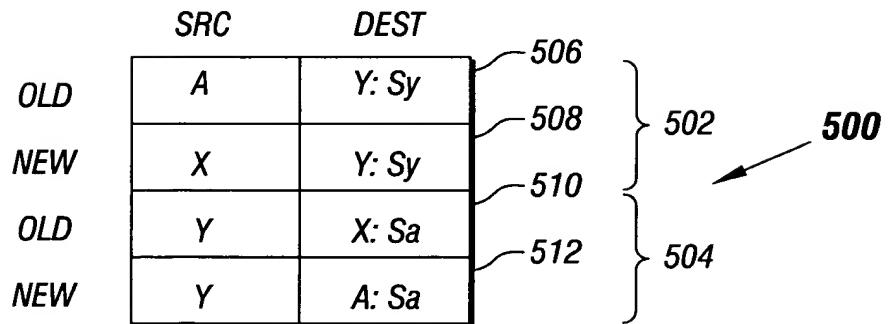 SRC DEST
506
OLD A Y: Sy
508 502 500
NEW X Y: Sy
510
OLD Y X: Sa
512 504
NEW Y A: Sa